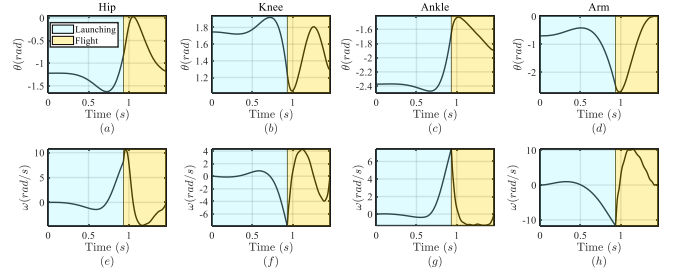 Hip Knee Ankle Arm
Launching
Flight
0 -0.5 -1 -1.5
1.8 1.6 1.4 1.2
-1.6 -1.8 -2 -2.2 -2.4
0 -1 -2
θ(rad) θ(rad) θ(rad) θ(rad)
0 0.5 1 0 0.5 1 0 0.5 1 0 0.5 1
Time (s) Time (s) Time (s) Time (s)
(a) (b) (c) (d)
10 5 0
4 2 0 -2 -4 -6
6 4 2 0
10 0 -10
ω(rad/s) ω(rad/s) ω(rad/s) ω(rad/s)
0 0.5 1 0 0.5 1 0 0.5 1 0 0.5 1
Time (s) Time (s) Time (s) Time (s)
(e) (f) (g) (h)